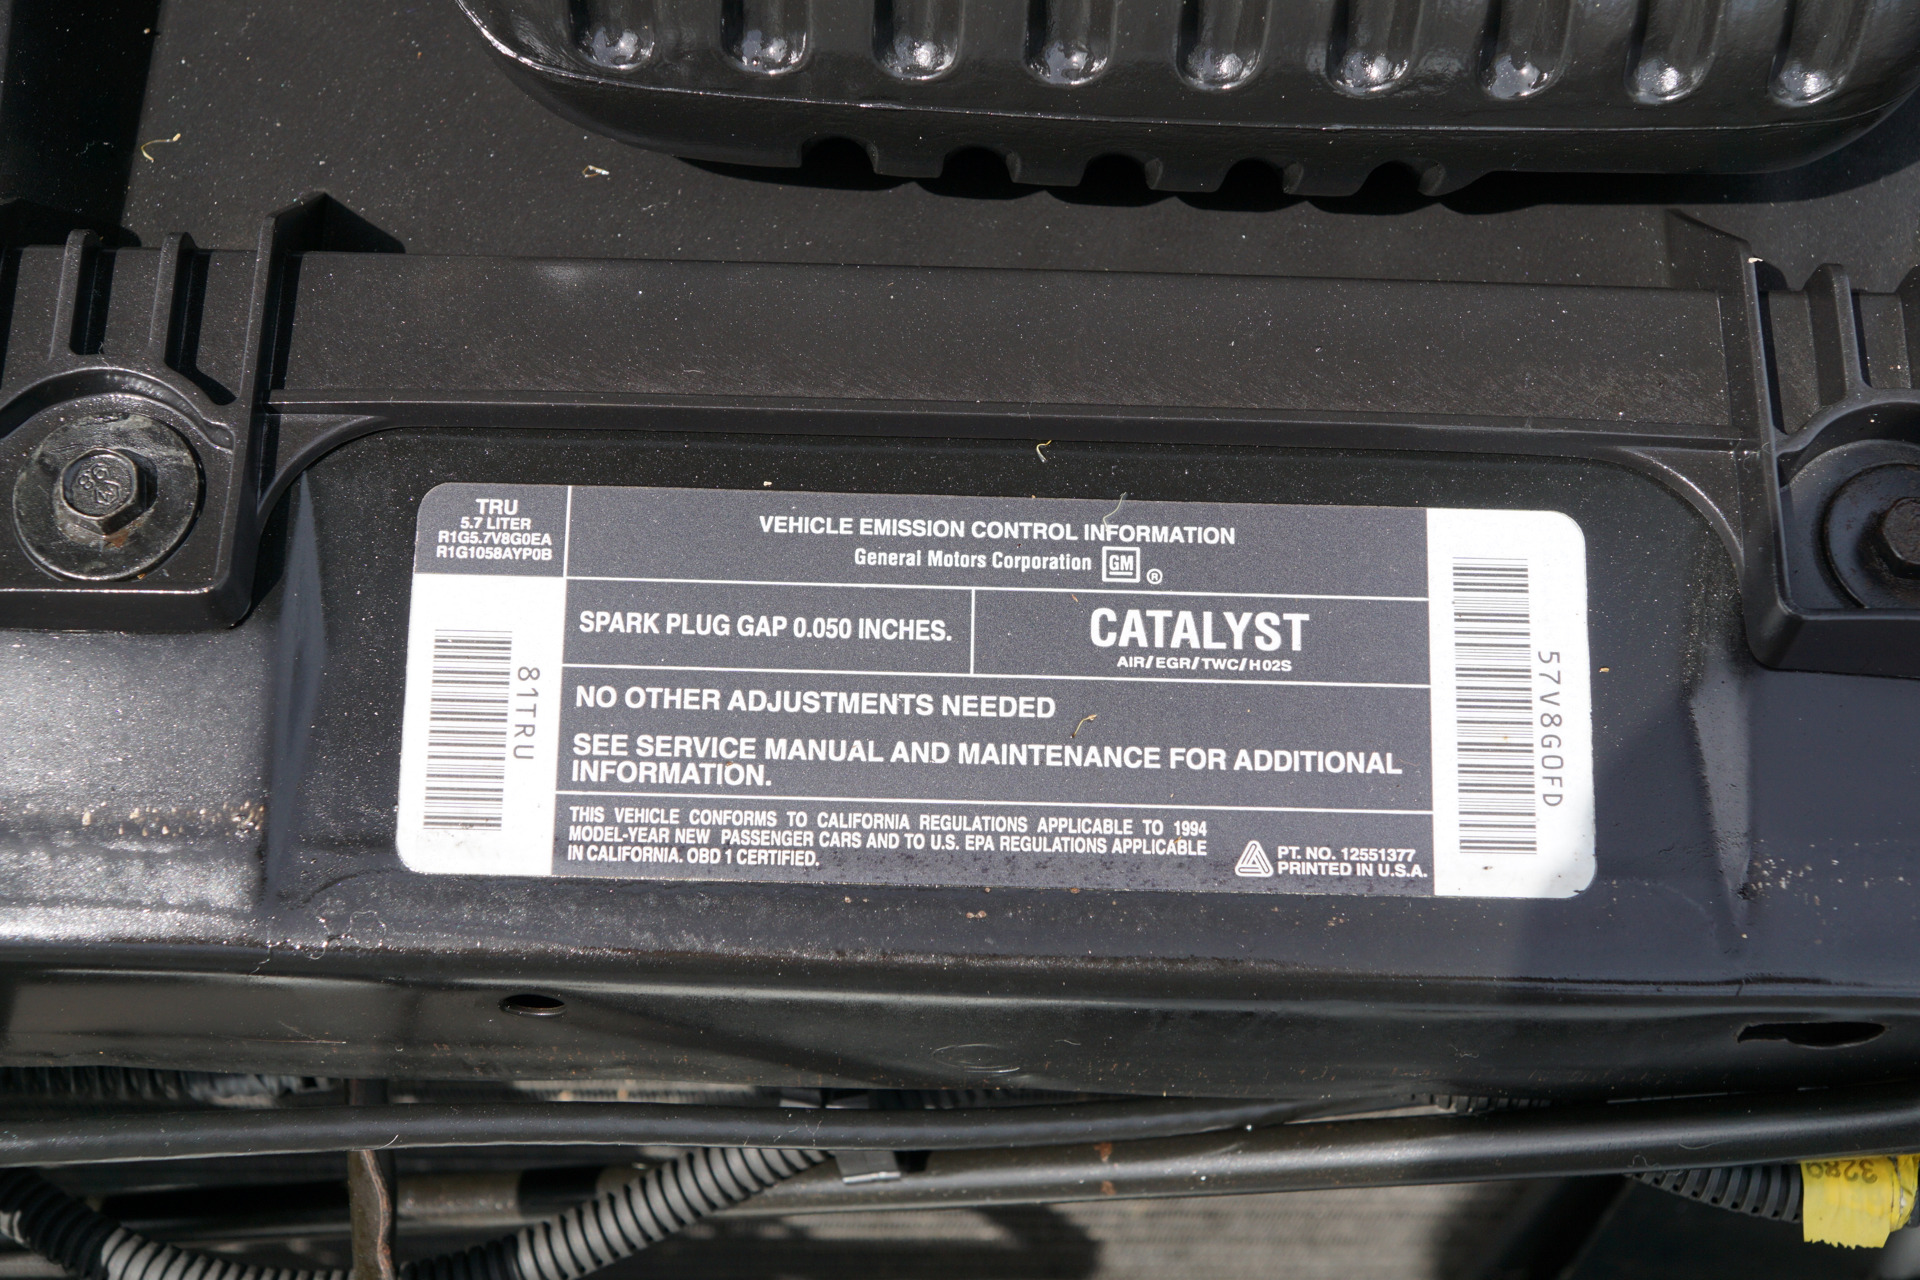 TRU
5.7 LITER
R1G5.7V8G0EA
R1G1058AYP0B
VEHICLE EMISSION CONTROL INFORMATION
General Motors Corporation GM ®
SPARK PLUG GAP 0.050 INCHES.
CATALYST
AIR/EGR/TWC/H02S
NO OTHER ADJUSTMENTS NEEDED
SEE SERVICE MANUAL AND MAINTENANCE FOR ADDITIONAL
INFORMATION.
THIS VEHICLE CONFORMS TO CALIFORNIA REGULATIONS APPLICABLE TO 1994
MODEL-YEAR NEW PASSENGER CARS AND TO U.S. EPA REGULATIONS APPLICABLE
IN CALIFORNIA. OBD 1 CERTIFIED.
PT. NO. 12551377
PRINTED IN U.S.A.
81TRU
57V8G0FD